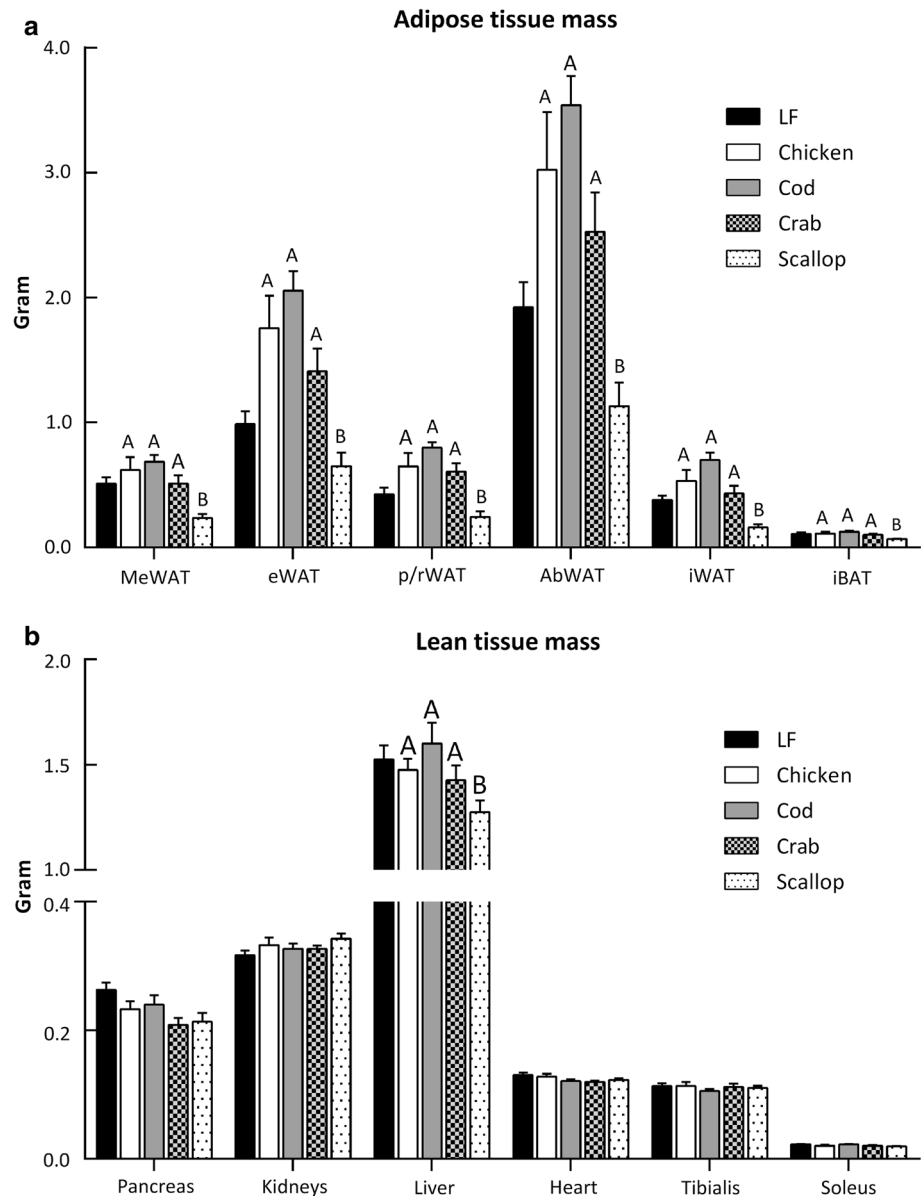 a
Adipose tissue mass
4.0
3.0
2.0
1.0
0.0
Gram
A A A B
A A A B
A A A B
A A A B
A A A B
A A A B
LF
Chicken
Cod
Crab
Scallop
MeWAT eWAT p/rWAT AbWAT iWAT iBAT
b
Lean tissue mass
2.0
1.5
1.0
0.4
0.2
0.0
Gram
A A A B
LF
Chicken
Cod
Crab
Scallop
Pancreas Kidneys Liver Heart Tibialis Soleus